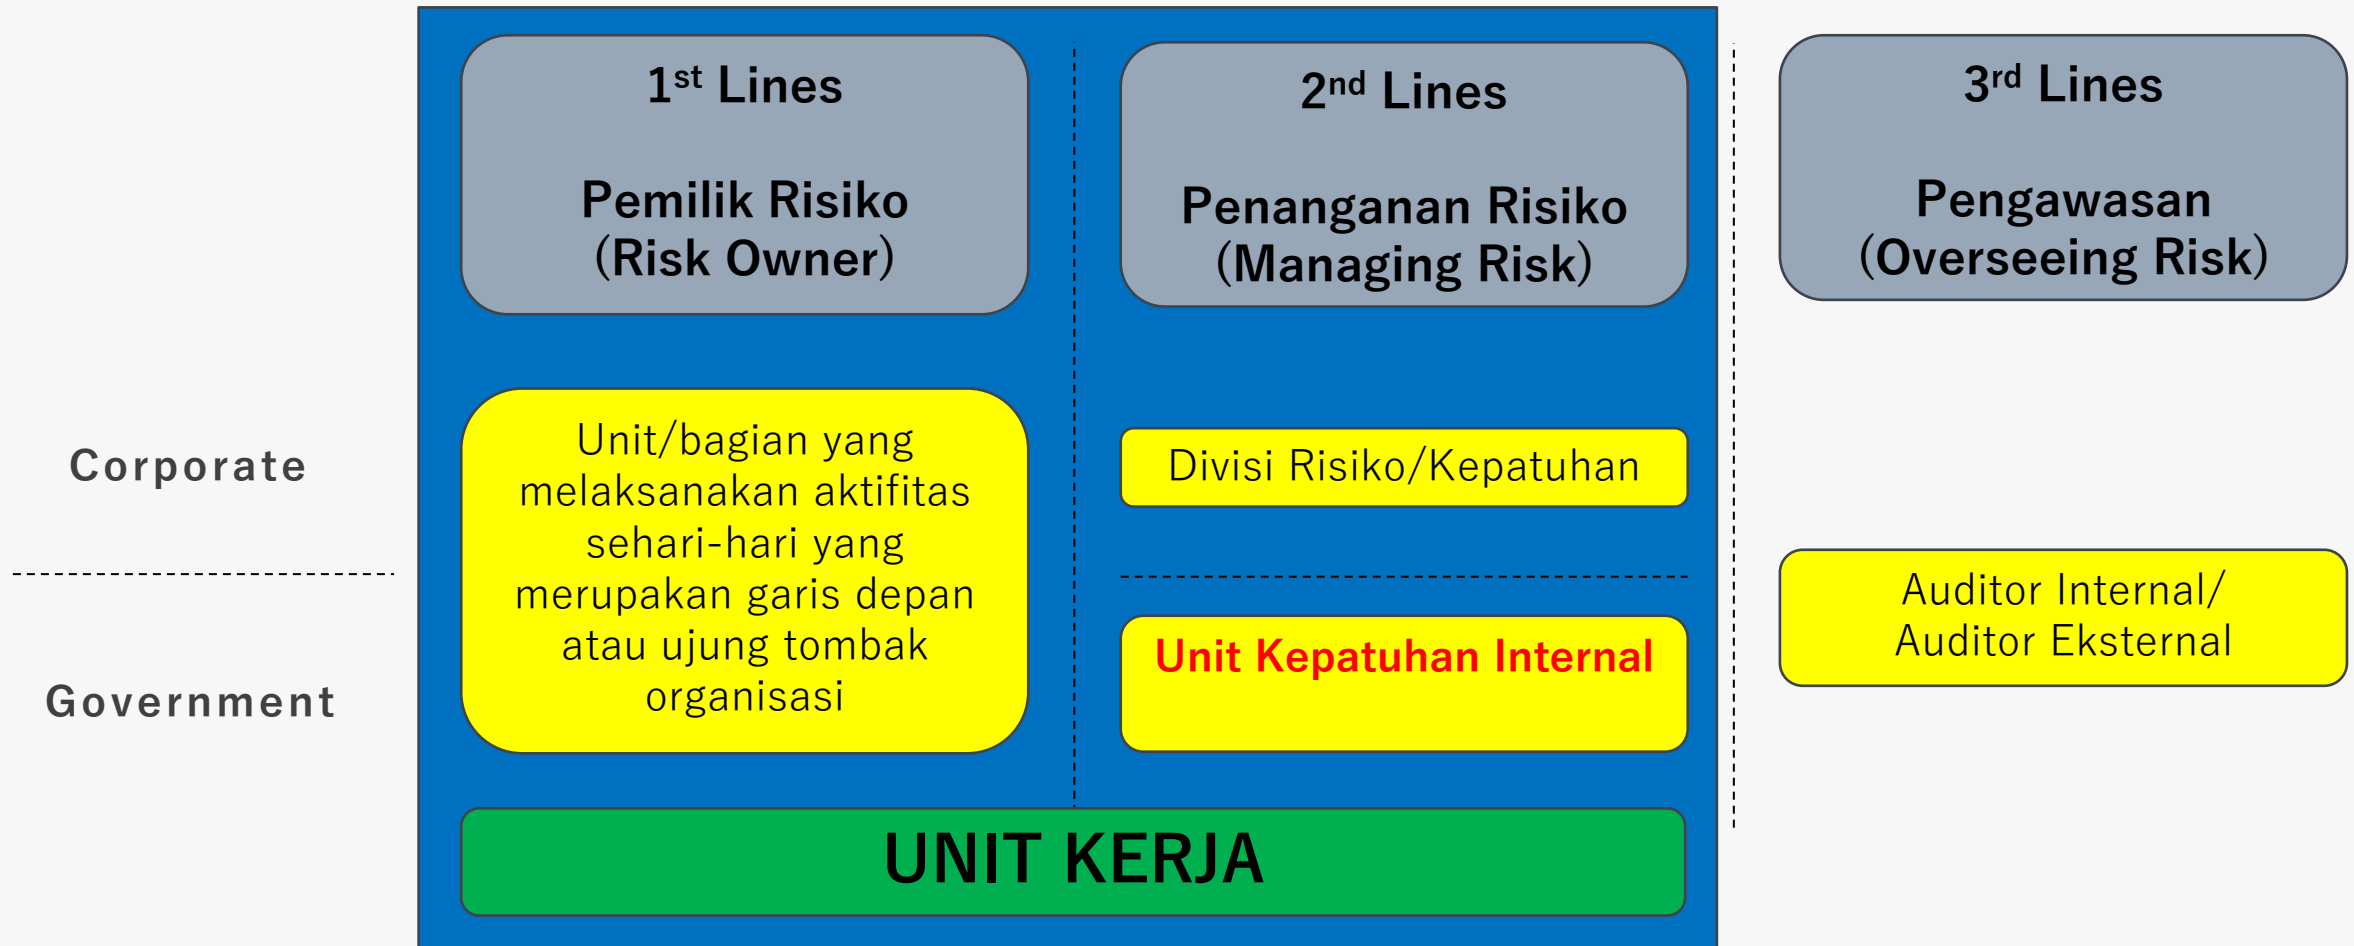 1st Lines
Pemilik Risiko
(Risk Owner)
2nd Lines
Penanganan Risiko
(Managing Risk)
3rd Lines
Pengawasan
(Overseeing Risk)
Corporate
Government
Unit/bagian yang
melaksanakan aktifitas
sehari-hari yang
merupakan garis depan
atau ujung tombak
organisasi
Divisi Risiko/Kepatuhan
Unit Kepatuhan Internal
Auditor Internal/
Auditor Eksternal
UNIT KERJA